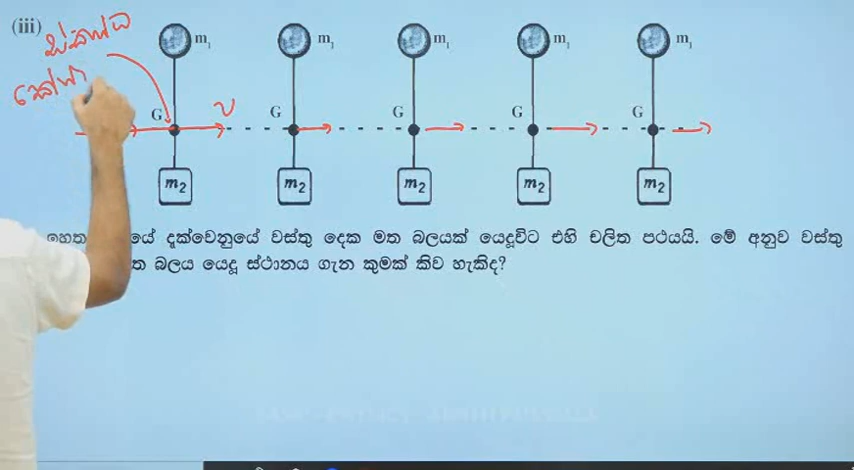 (iii)
ස්කන්ධ
m₁ m₁ m₁ m₁ m₁
G v G G G G
m₂ m₂ m₂ m₂ m₂
ඉහත යේ දැක්වෙනුයේ වස්තු දෙක මත බලයක් යෙදූවිට එහි චලිත පථයයි. මේ අනුව වස්තු
ත බලය යෙදූ ස්ථානය ගැන කුමක් කිව හැකිද?